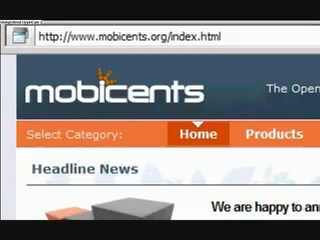 http://www.mobicents.org/index.html
mobicents
The Open
Select Category:
Home
Products
Headline News
We are happy to ann